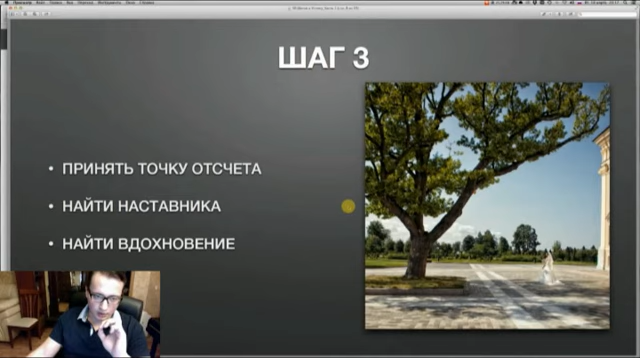 ШАГ 3
• ПРИНЯТЬ ТОЧКУ ОТСЧЕТА
• НАЙТИ НАСТАВНИКА
• НАЙТИ ВДОХНОВЕНИЕ